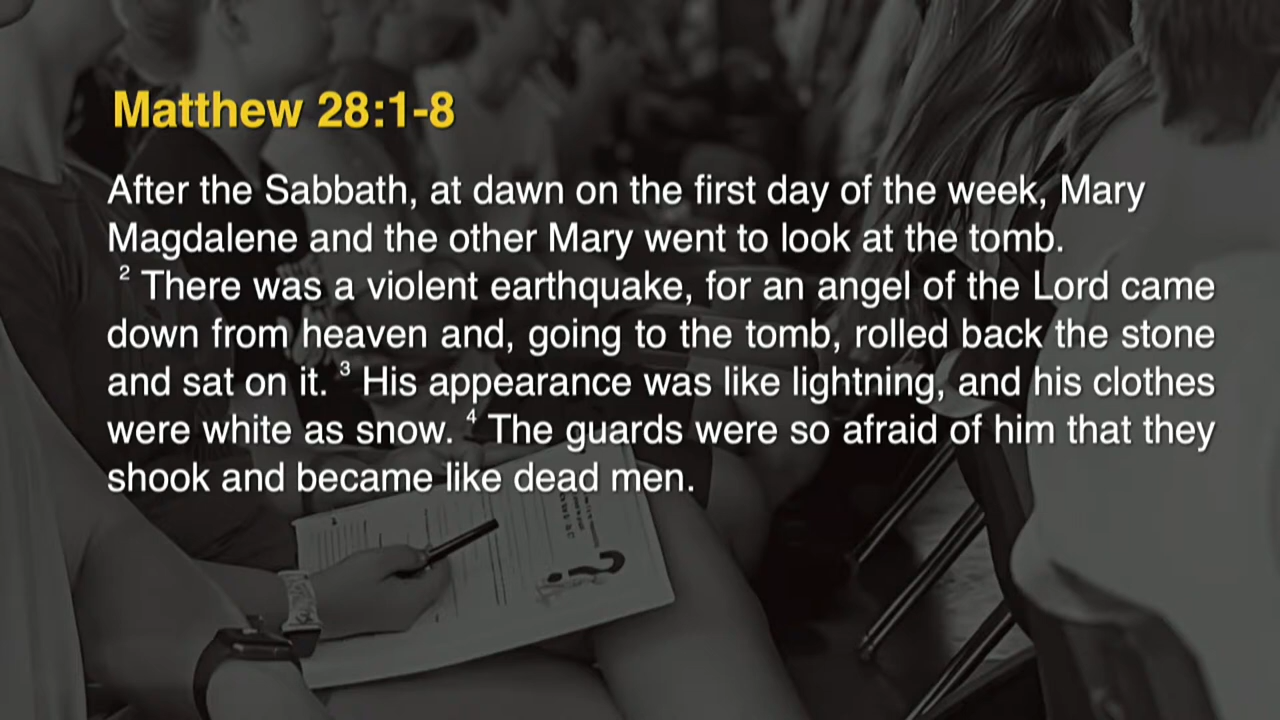 Matthew 28:1-8
After the Sabbath, at dawn on the first day of the week, Mary
Magdalene and the other Mary went to look at the tomb.
2 There was a violent earthquake, for an angel of the Lord came
down from heaven and, going to the tomb, rolled back the stone
and sat on it. 3 His appearance was like lightning, and his clothes
were white as snow. 4 The guards were so afraid of him that they
shook and became like dead men.
?